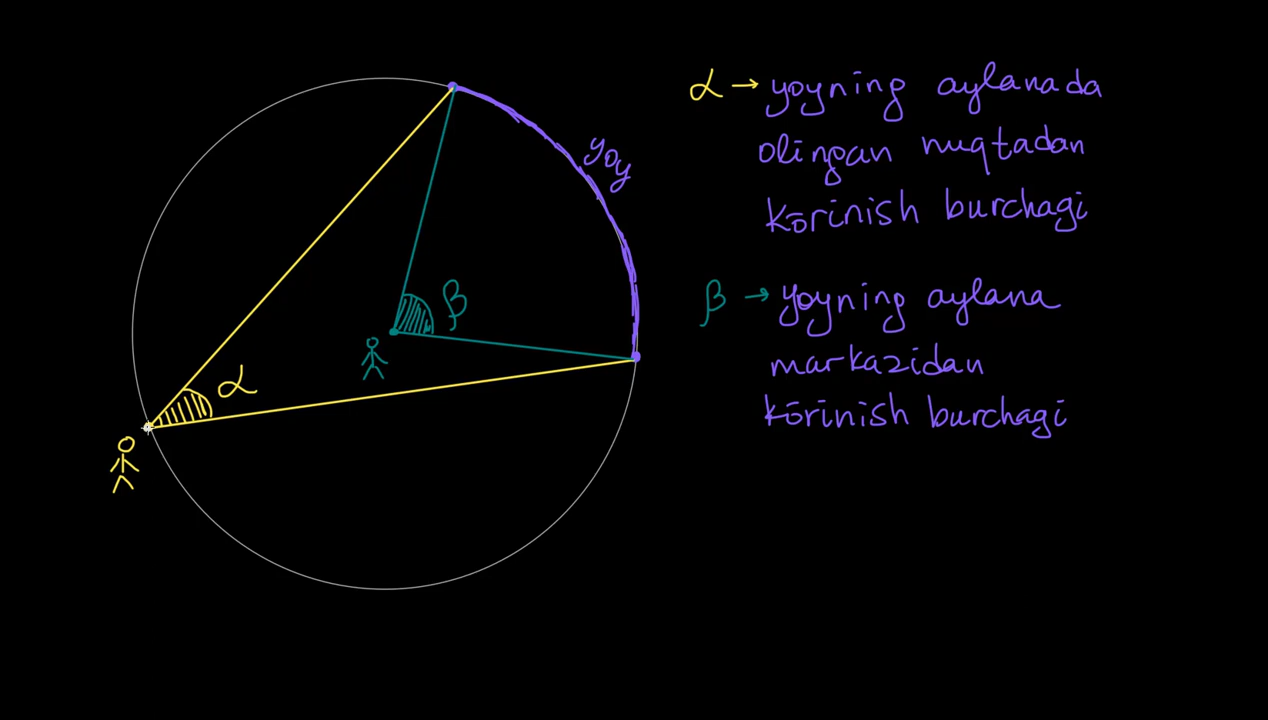 α → yoyning aylanada
olingan nuqtadan
kōrinish burchagi
β → yoyning aylana
markazidan
kōrinish burchagi
yoy
β
α